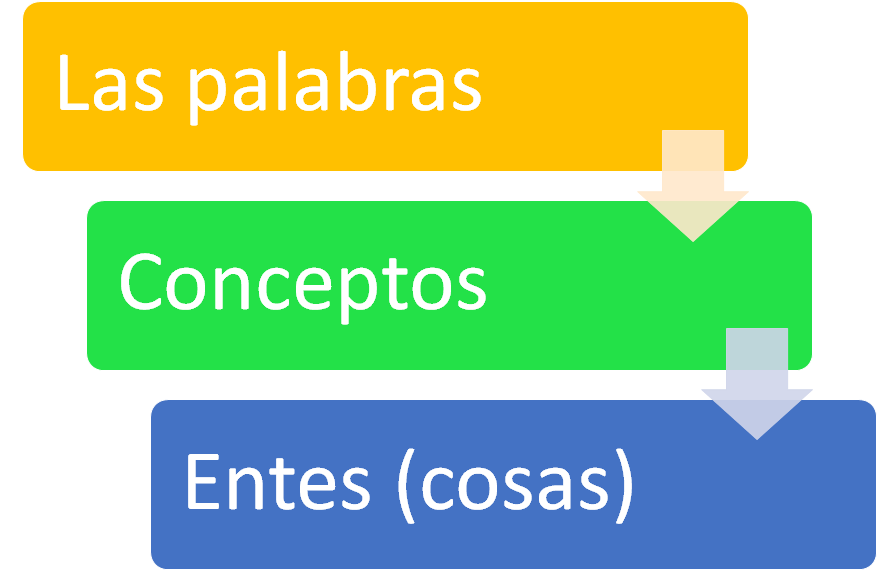 Las palabras
Conceptos
Entes (cosas)